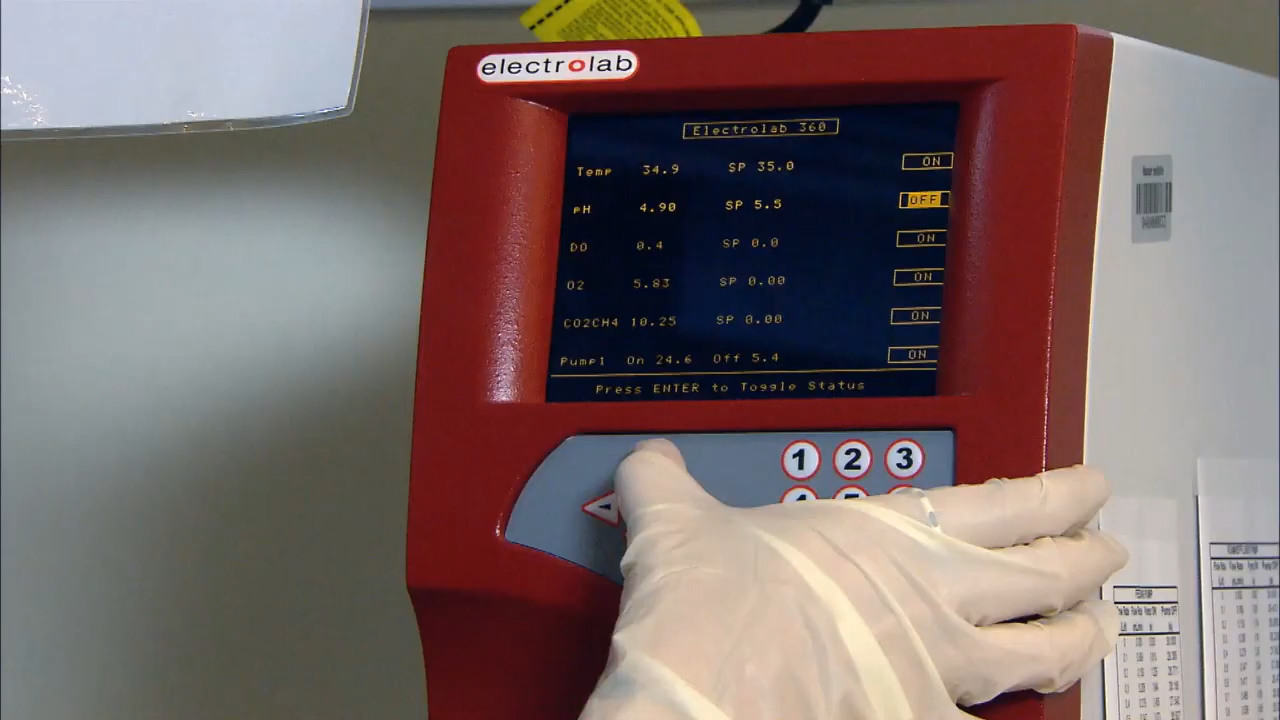 electrolab
Electrolab 360
Temp 34.9 SP 35.0 ON
pH 4.90 SP 5.5 OFF
DO 0.4 SP 0.0 ON
O2 5.83 SP 0.00 ON
CO2CH4 10.25 SP 0.00 ON
Pump1 On 24.6 Off 5.4 ON
Press ENTER to Toggle Status
1 2 3